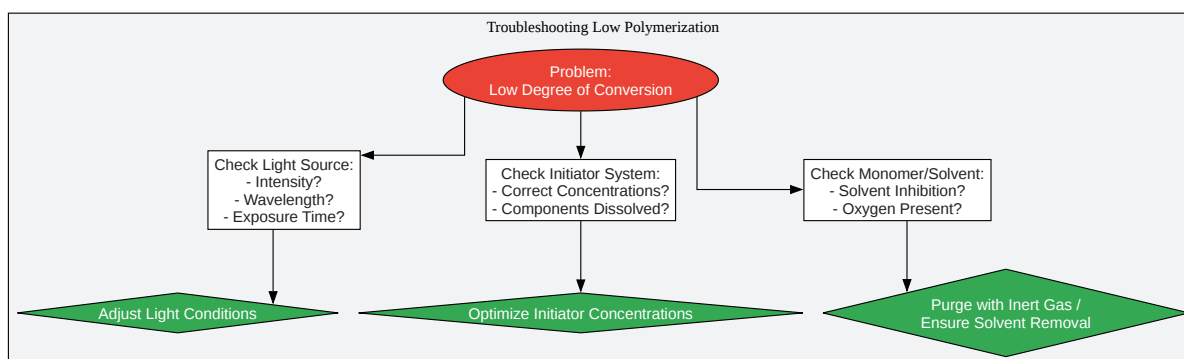 Troubleshooting Low Polymerization
Problem:
Low Degree of Conversion
Check Light Source:
- Intensity?
- Wavelength?
- Exposure Time?
Check Initiator System:
- Correct Concentrations?
- Components Dissolved?
Check Monomer/Solvent:
- Solvent Inhibition?
- Oxygen Present?
Adjust Light Conditions
Optimize Initiator Concentrations
Purge with Inert Gas /
Ensure Solvent Removal